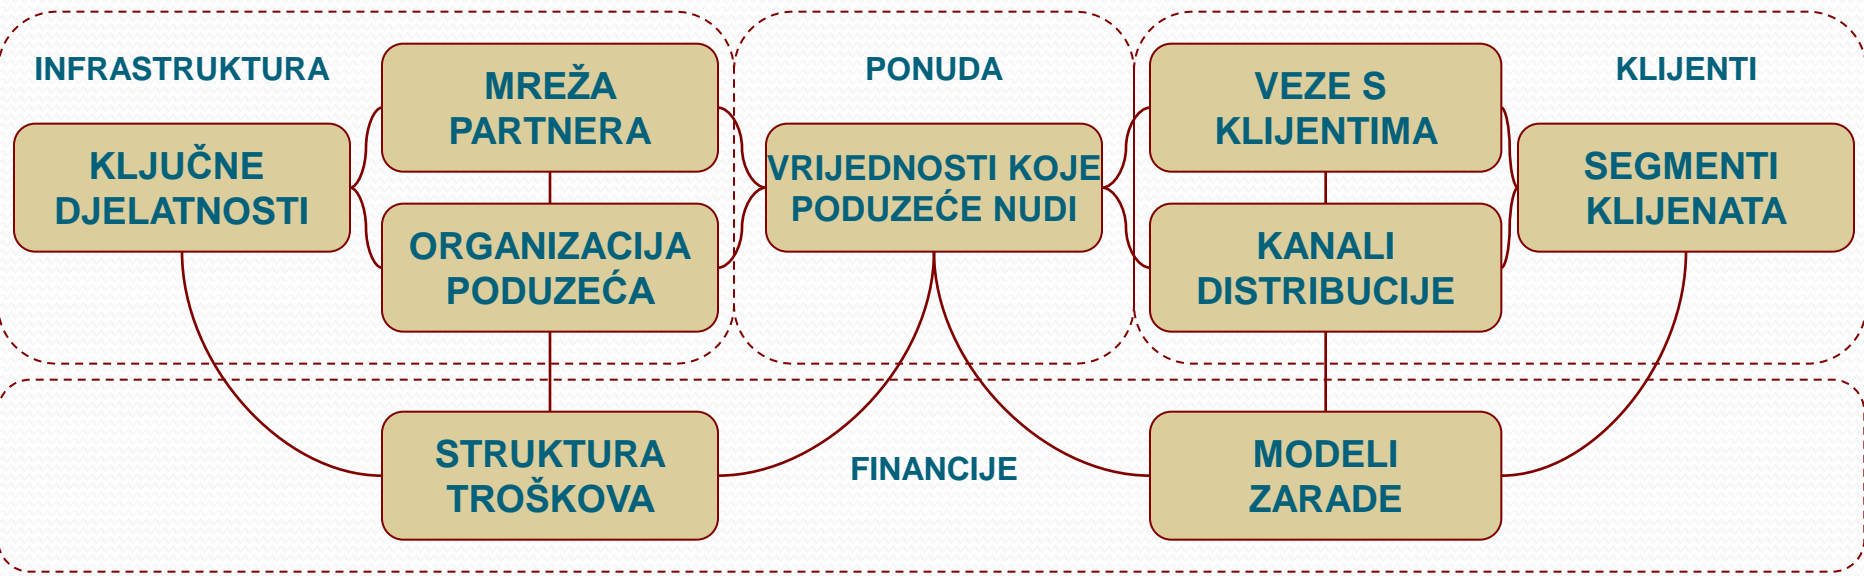 INFRASTRUKTURA
KLJUČNE
DJELATNOSTI
MREŽA
PARTNERA
ORGANIZACIJA
PODUZEĆA
PONUDA
VRIJEDNOSTI KOJE
PODUZEĆE NUDI
VEZE S
KLIJENTIMA
KANALI
DISTRIBUCIJE
KLIJENTI
SEGMENTI
KLIJENATA
STRUKTURA
TROŠKOVA
FINANCIJE
MODELI
ZARADE